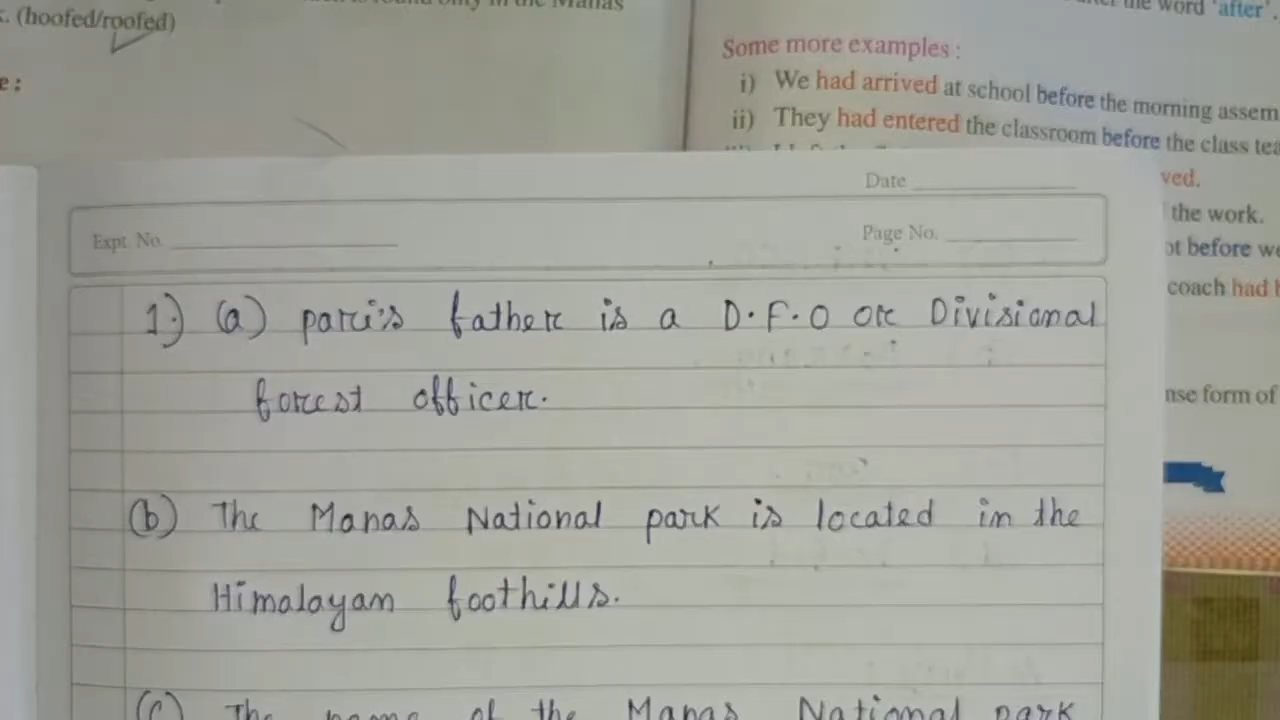 . (hoofed/roofed)
e :
the word 'after'.
Some more examples :
i) We had arrived at school before the morning assem
ii) They had entered the classroom before the class tea
ved.
the work.
ot before we
coach had b
nse form of
Date
Expt. No.
Page No.
1.) (a) pari's father is a D.F.O or Divisional
forest officer.
(b) The Manas National park is located in the
Himalayan foothills.
(c) The name of the Manas National park